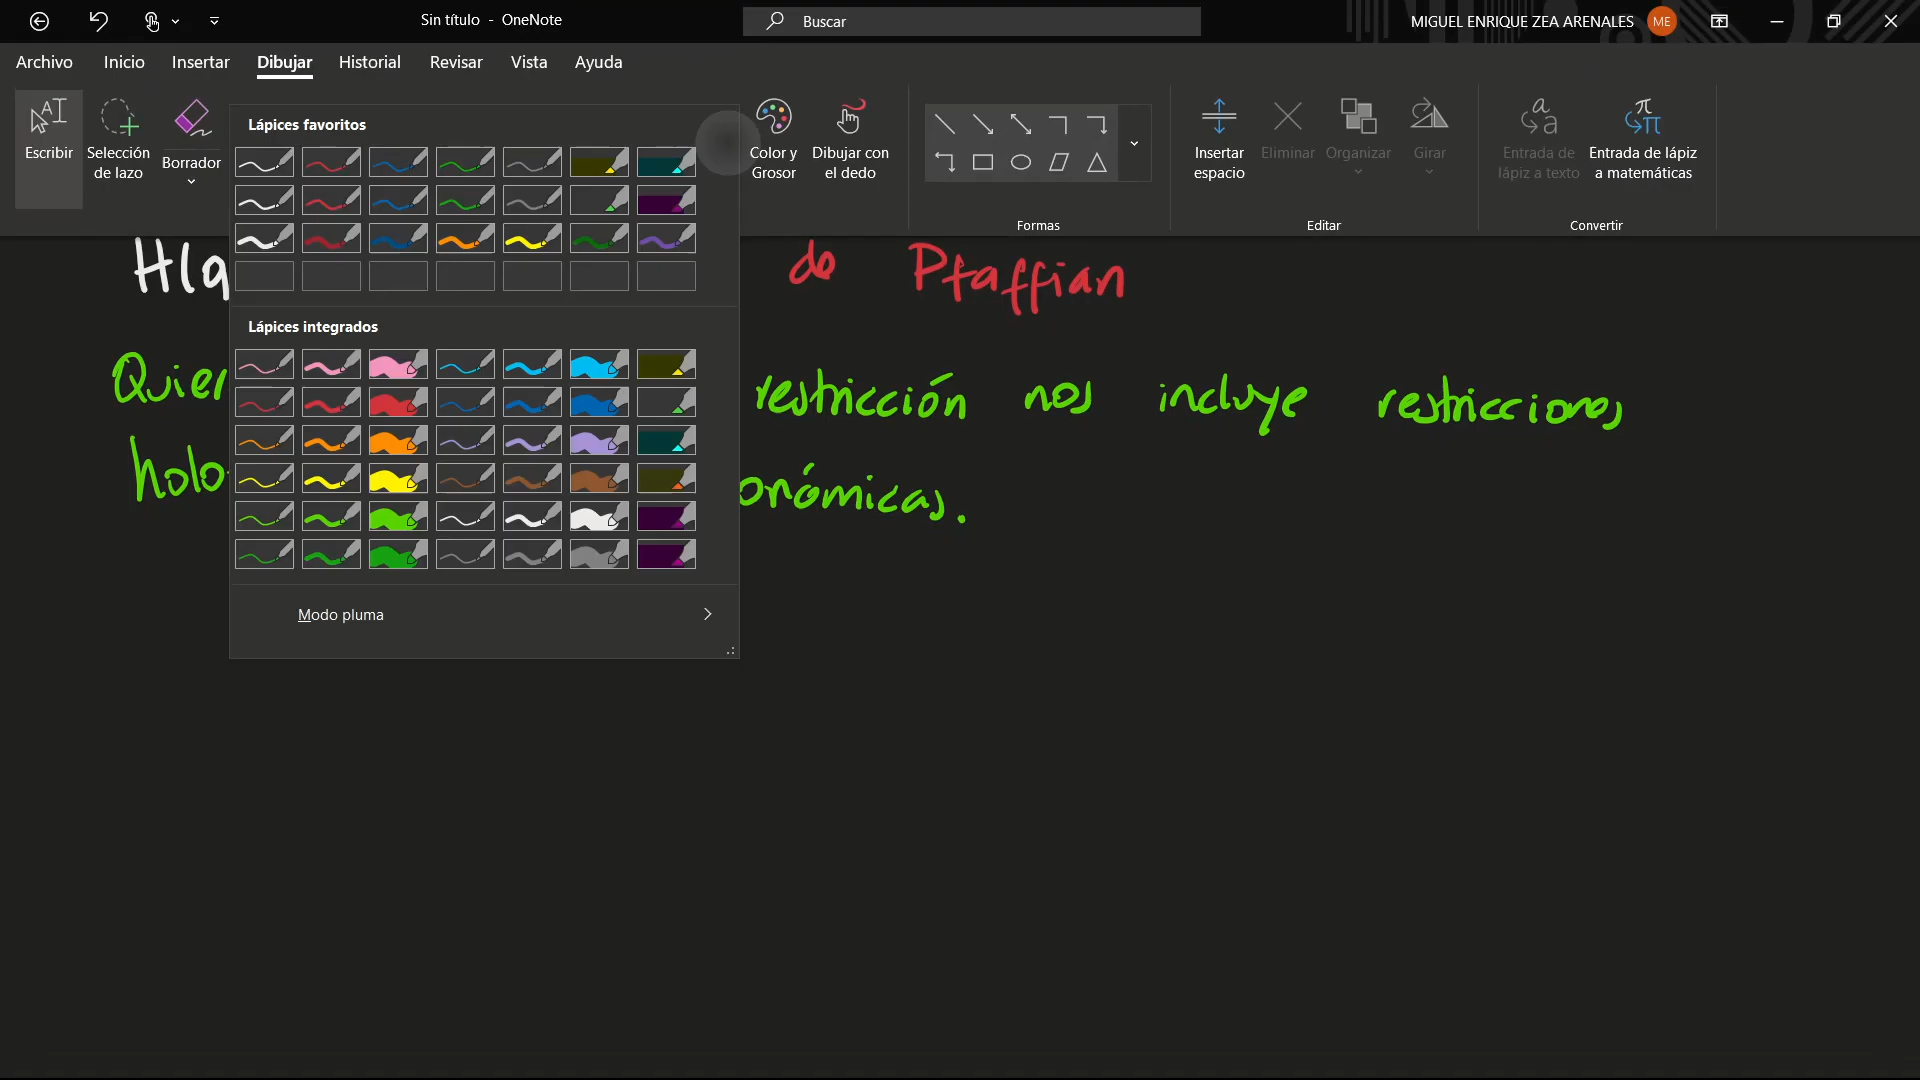 Sin título - OneNote
Buscar
MIGUEL ENRIQUE ZEA ARENALES ME
Archivo Inicio Insertar Dibujar Historial Revisar Vista Ayuda
Escribir
Selección de lazo
Borrador
Lápices favoritos
Lápices integrados
Modo pluma
Color y Grosor
Dibujar con el dedo
Formas
Insertar espacio
Eliminar
Organizar
Girar
Editar
Entrada de lápiz a texto
Entrada de lápiz a matemáticas
Convertir
de Pfaffian
restricción nos incluye restricciones
holo
onómicas.